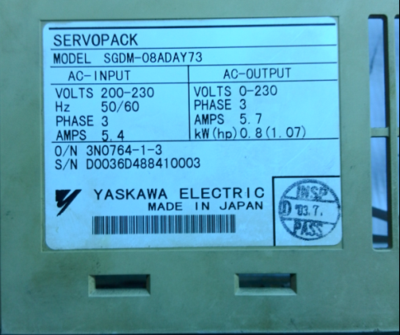 SERVOPACK
MODEL SGDM-08ADAY73
AC-INPUT
VOLTS 200-230
Hz 50/60
PHASE 3
AMPS 5.4
AC-OUTPUT
VOLTS 0-230
PHASE 3
AMPS 5.7
kW(hp) 0.8(1.07)
O/N 3N0764-1-3
S/N D0036D488410003
YASKAWA ELECTRIC
MADE IN JAPAN
INSP
'03.7.
PASS